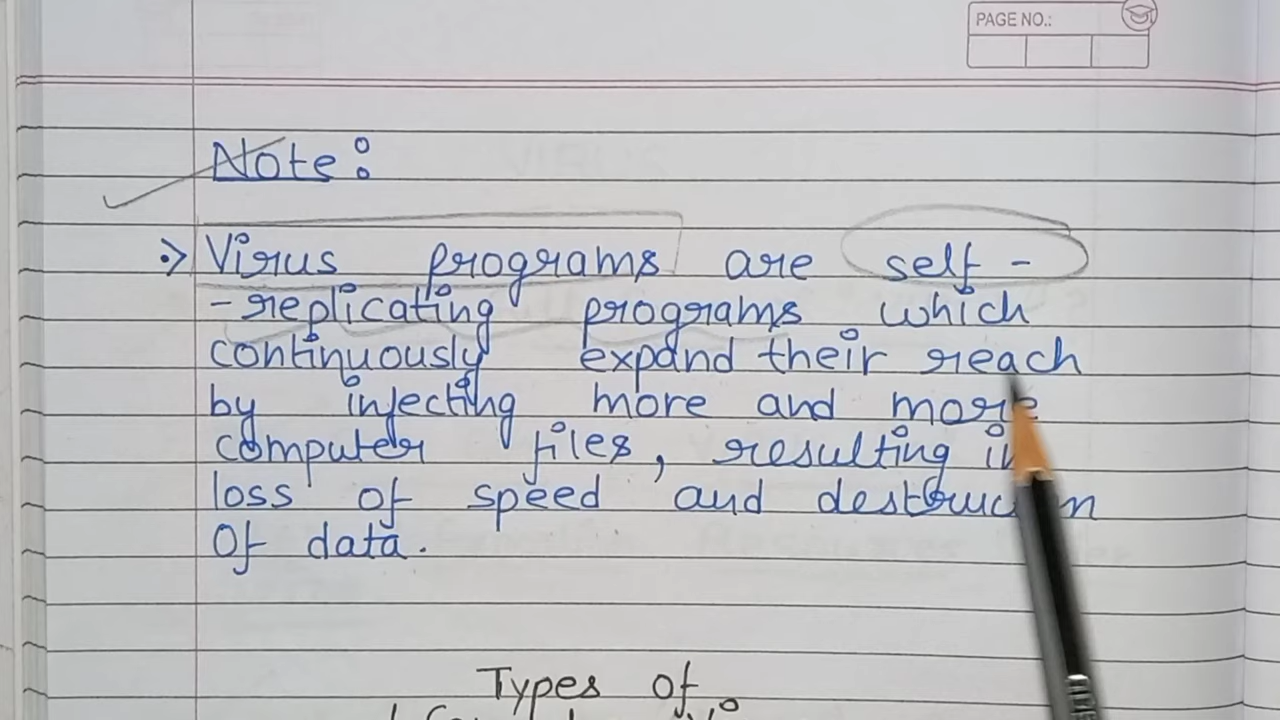 PAGE NO.:
Note:
Virus programs are self-
-replicating programs which
continuously expand their reach
by injecting more and more
computer files, resulting in
loss of speed and destruction
Of data.
Types of